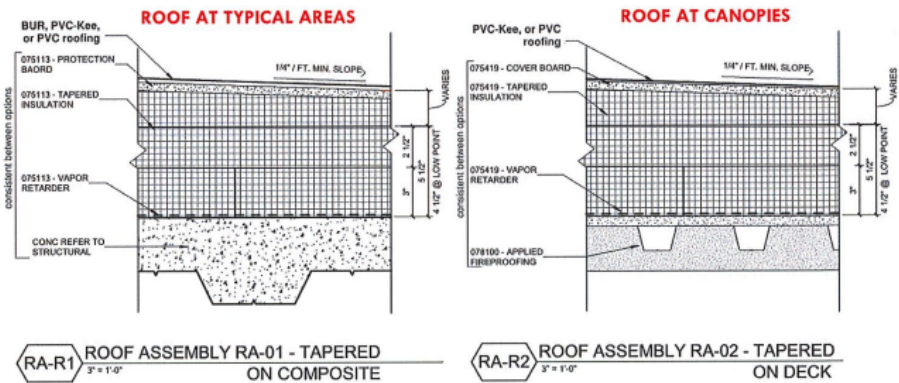 ROOF AT TYPICAL AREAS
BUR, PVC-Kee,
or PVC roofing
075113 - PROTECTION
BAORD
1/4" / FT. MIN. SLOPE
075113 - TAPERED
INSULATION
075113 - VAPOR
RETARDER
CONC REFER TO
STRUCTURAL
consistent between options
VARIES
2 1/2"
3"
5 1/2"
4 1/2" @ LOW POINT
RA-R1
ROOF ASSEMBLY RA-01 - TAPERED
3" = 1'-0"
ON COMPOSITE
ROOF AT CANOPIES
PVC-Kee, or PVC
roofing
075419 - COVER BOARD
1/4" / FT. MIN. SLOPE
075419 - TAPERED
INSULATION
075419 - VAPOR
RETARDER
078100 - APPLIED
FIREPROOFING
consistent between options
VARIES
2 1/2"
3"
5 1/2"
4 1/2" @ LOW POINT
RA-R2
ROOF ASSEMBLY RA-02 - TAPERED
3" = 1'-0"
ON DECK